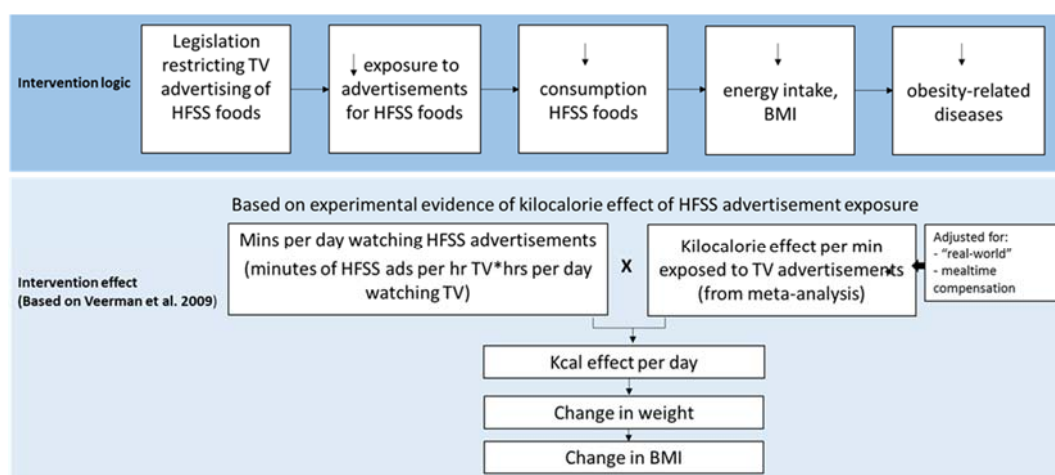 Intervention logic
Legislation
restricting TV
advertising of
HFSS foods
↓ exposure to
advertisements
for HFSS foods
↓
consumption
HFSS foods
↓
energy intake,
BMI
↓
obesity-related
diseases
Based on experimental evidence of kilocalorie effect of HFSS advertisement exposure
Intervention effect
(Based on Veerman et al. 2009)
Mins per day watching HFSS advertisements
(minutes of HFSS ads per hr TV*hrs per day
watching TV)
X
Kilocalorie effect per min
exposed to TV advertisements
(from meta-analysis)
Adjusted for:
- "real-world"
- mealtime
compensation
Kcal effect per day
Change in weight
Change in BMI